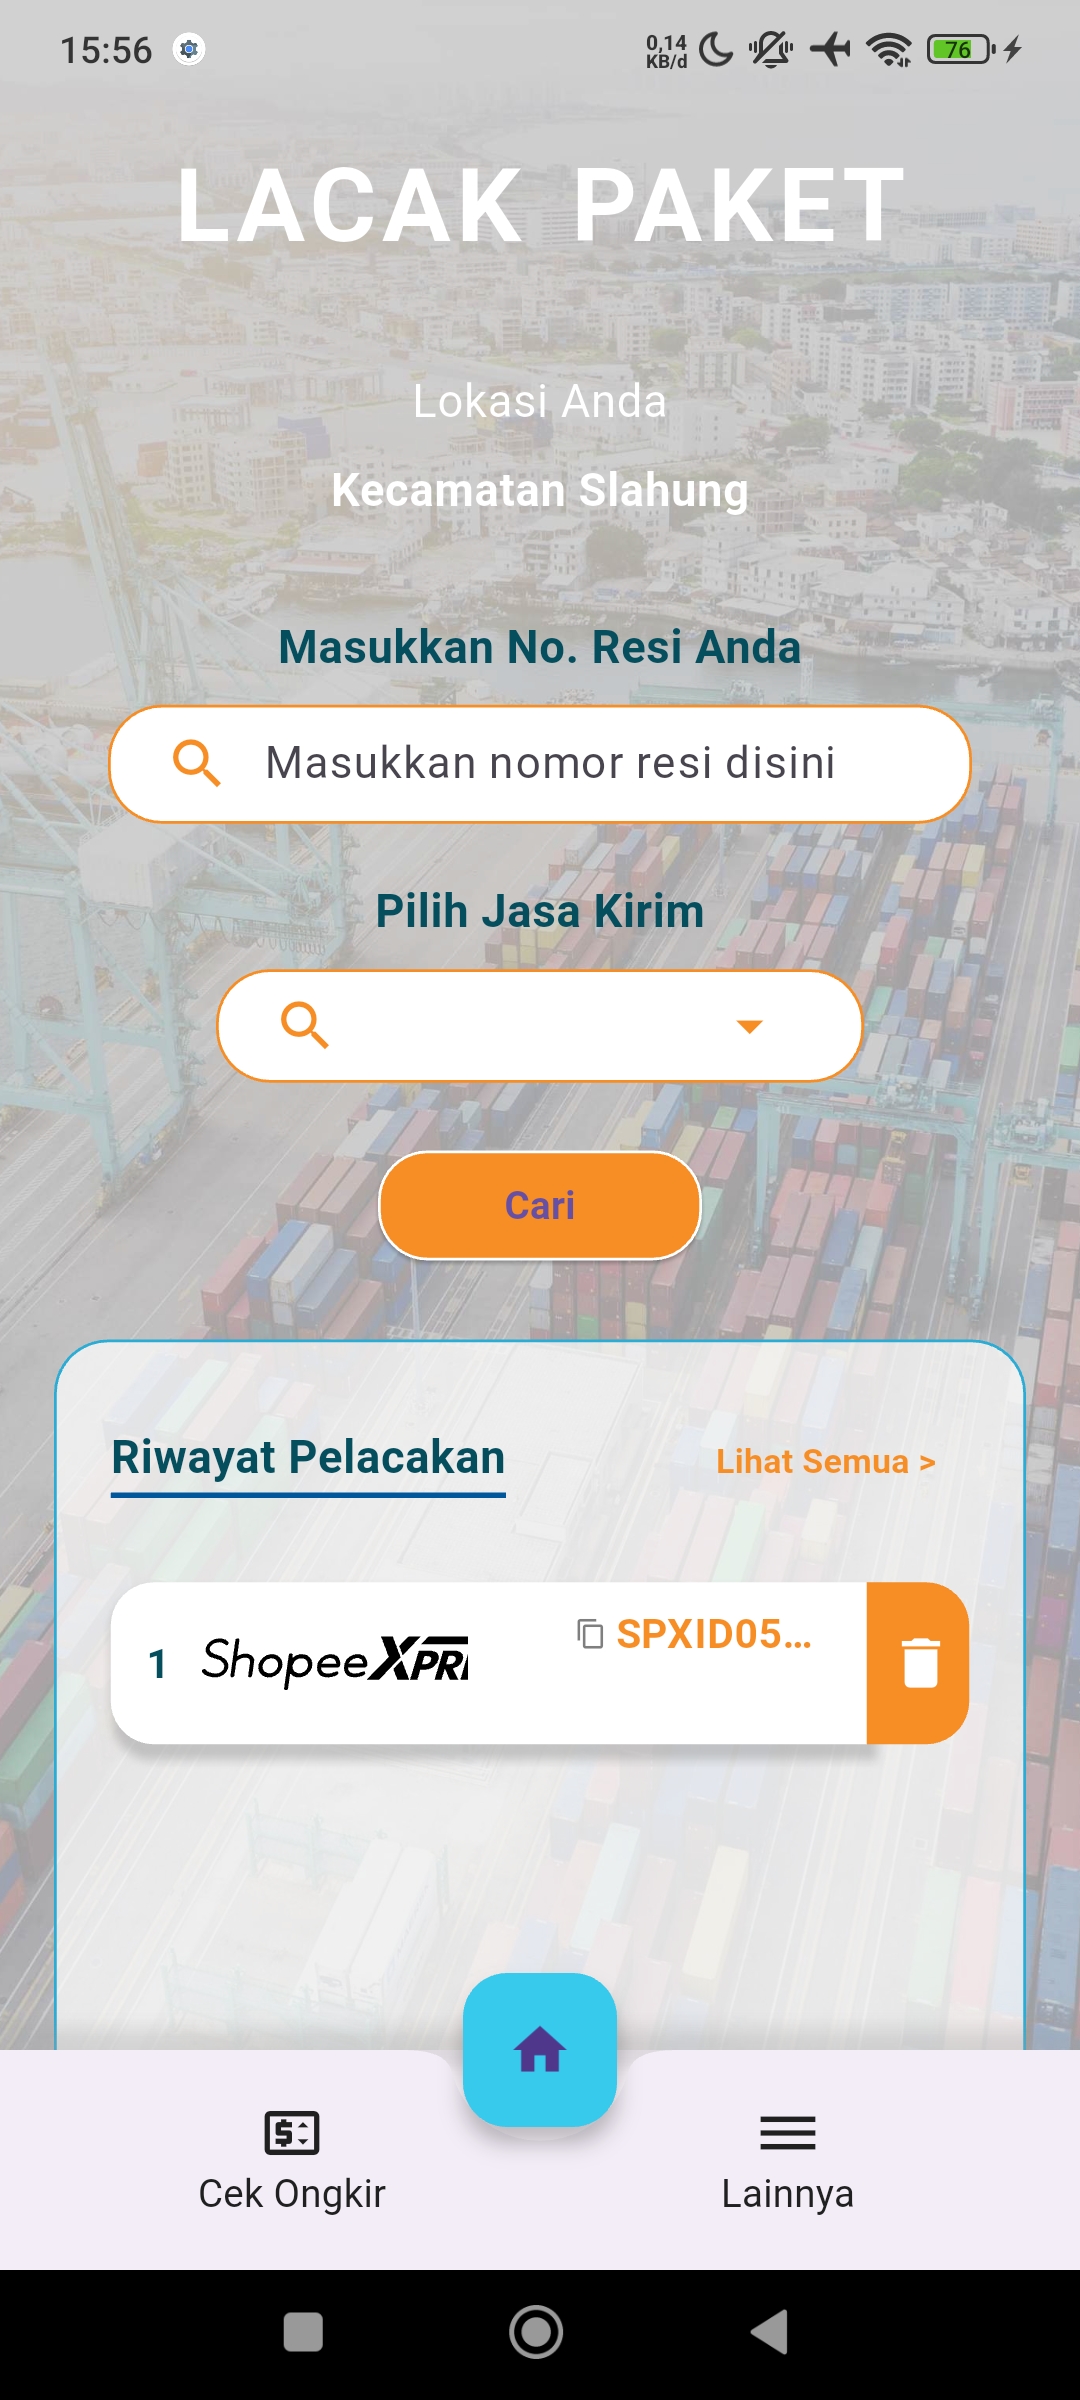 15:56
0,14
KB/d
76
LACAK PAKET
Lokasi Anda
Kecamatan Slahung
Masukkan No. Resi Anda
Masukkan nomor resi disini
Pilih Jasa Kirim
Cari
Riwayat Pelacakan
Lihat Semua >
1
ShopeeXPR
SPXID05...
Cek Ongkir
Lainnya